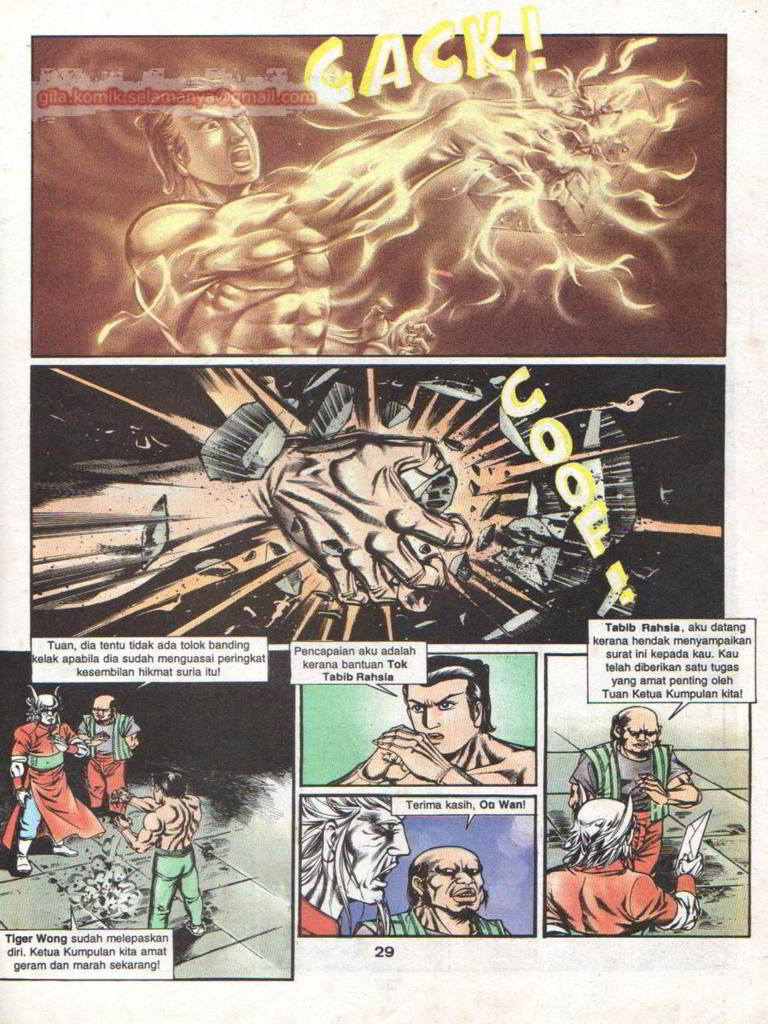 CACK!
gila.komik.selamanya@gmail.com
COOF!
Tuan, dia tentu tidak ada tolok banding
kelak apabila dia sudah menguasai peringkat
kesembilan hikmat suria itu!
Tiger Wong sudah melepaskan
diri. Ketua Kumpulan kita amat
geram dan marah sekarang!
Pencapaian aku adalah
kerana bantuan Tok
Tabib Rahsia
Terima kasih, Oa Wan!
Tabib Rahsia, aku datang
kerana hendak menyampaikan
surat ini kepada kau. Kau
telah diberikan satu tugas
yang amat penting oleh
Tuan Ketua Kumpulan kita!
29